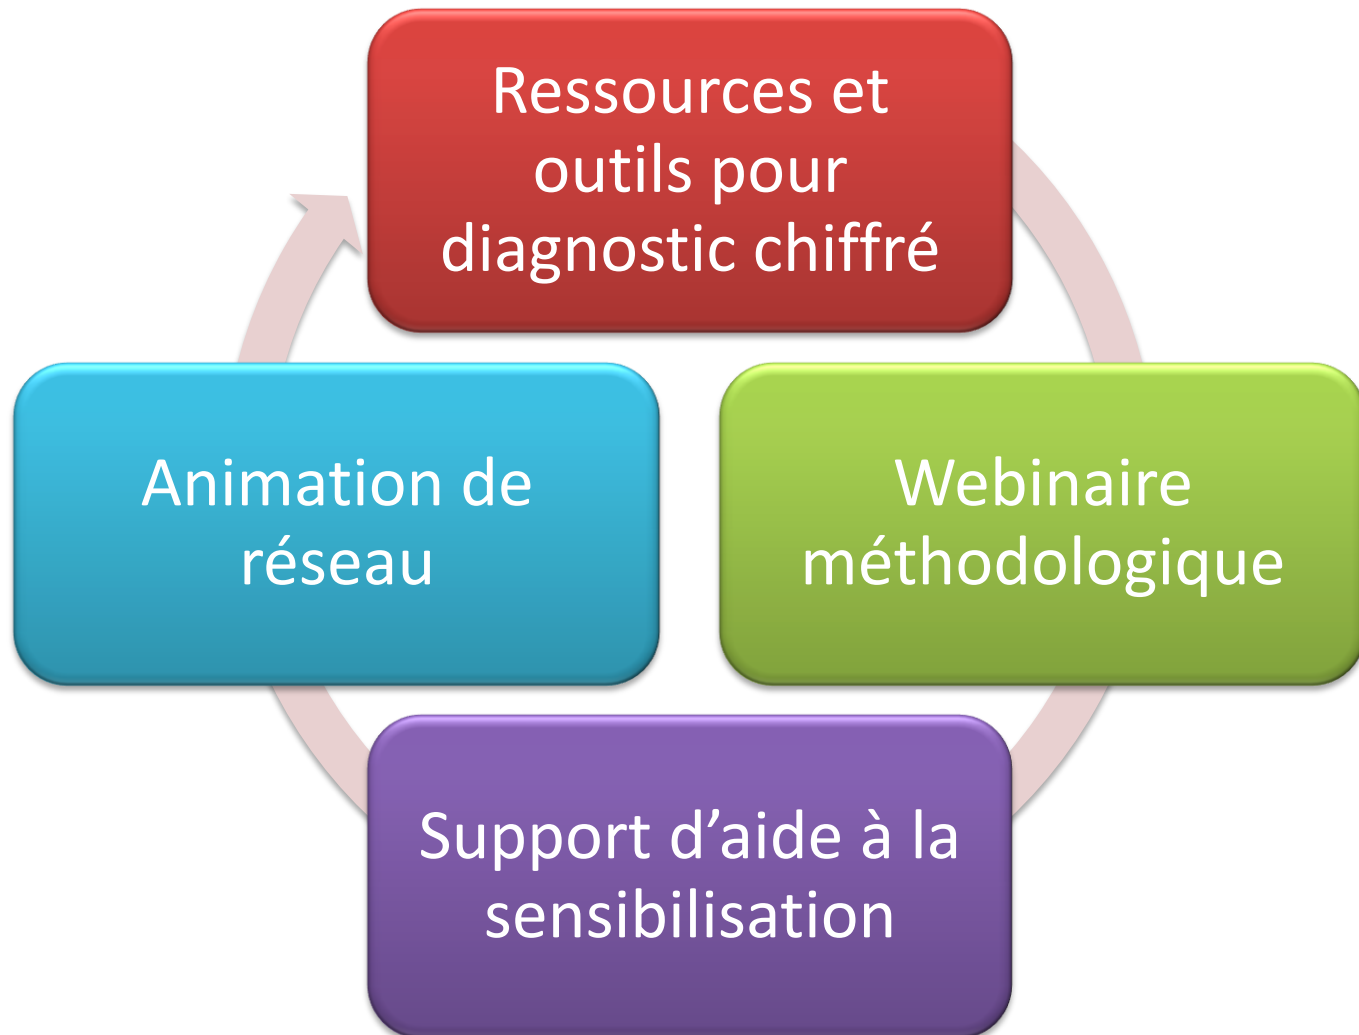 Ressources et
outils pour
diagnostic chiffré
Animation de
réseau
Webinaire
méthodologique
Support d’aide à la
sensibilisation